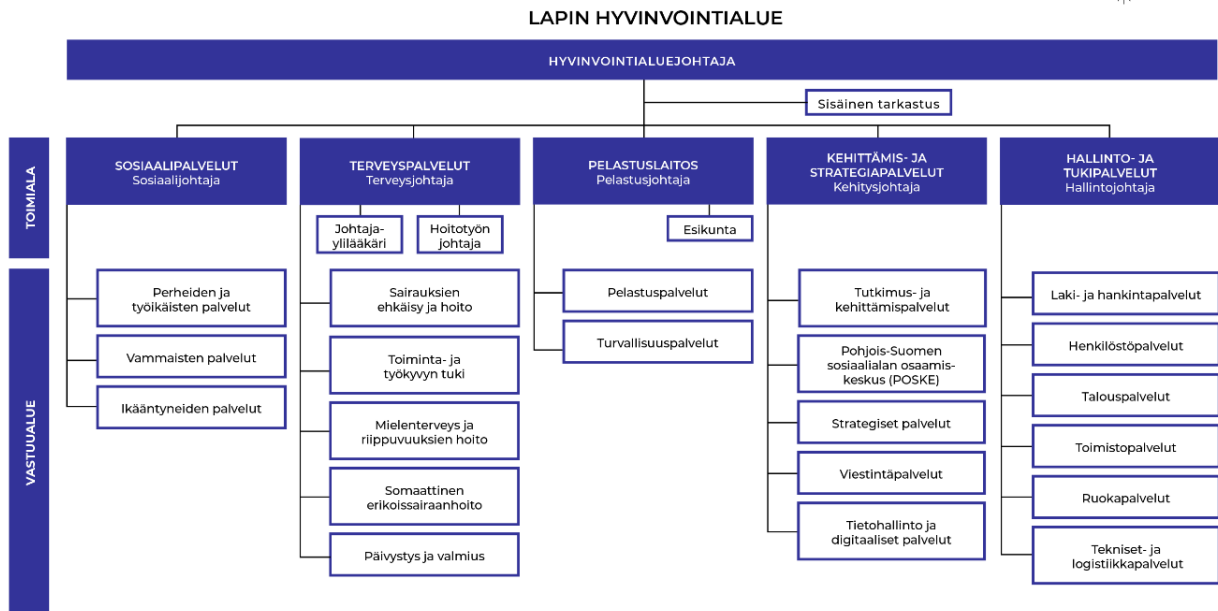 LAPIN HYVINVOINTIALUE
HYVINVOINTIALUEJOHTAJA
Sisäinen tarkastus
TOIMIALA
SOSIAALIPALVELUT
Sosiaalijohtaja
TERVEYSPALVELUT
Terveysjohtaja
PELASTUSLAITOS
Pelastusjohtaja
KEHITTÄMIS- JA
STRATEGIAPALVELUT
Kehitysjohtaja
HALLINTO- JA
TUKIPALVELUT
Hallintojohtaja
Johtaja-
ylilääkäri
Hoitotyön
johtaja
Esikunta
VASTUUALUE
Perheiden ja
työikäisten palvelut
Vammaisten palvelut
Ikääntyneiden palvelut
Sairauksien
ehkäisy ja hoito
Toiminta- ja
työkyvyn tuki
Mielenterveys ja
riippuvuuksien hoito
Somaattinen
erikoissairaanhoito
Päivystys ja valmius
Pelastuspalvelut
Turvallisuuspalvelut
Tutkimus- ja
kehittämispalvelut
Pohjois-Suomen
sosiaalialan osaamis-
keskus (POSKE)
Strategiset palvelut
Viestintäpalvelut
Tietohallinto ja
digitaaliset palvelut
Laki- ja hankintapalvelut
Henkilöstöpalvelut
Talouspalvelut
Toimistopalvelut
Ruokapalvelut
Tekniset- ja
logistiikkapalvelut